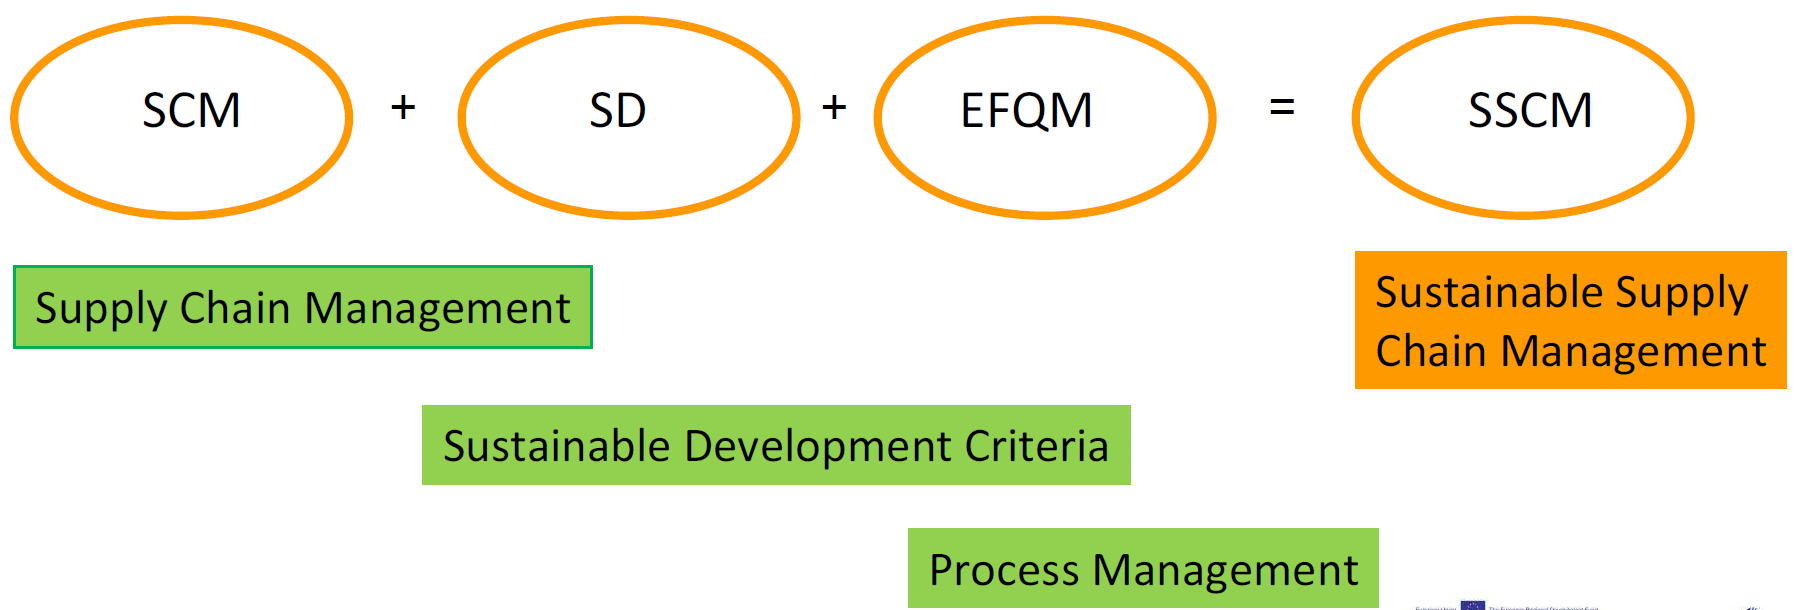 SCM + SD + EFQM = SSCM
Supply Chain Management
Sustainable Supply
Chain Management
Sustainable Development Criteria
Process Management